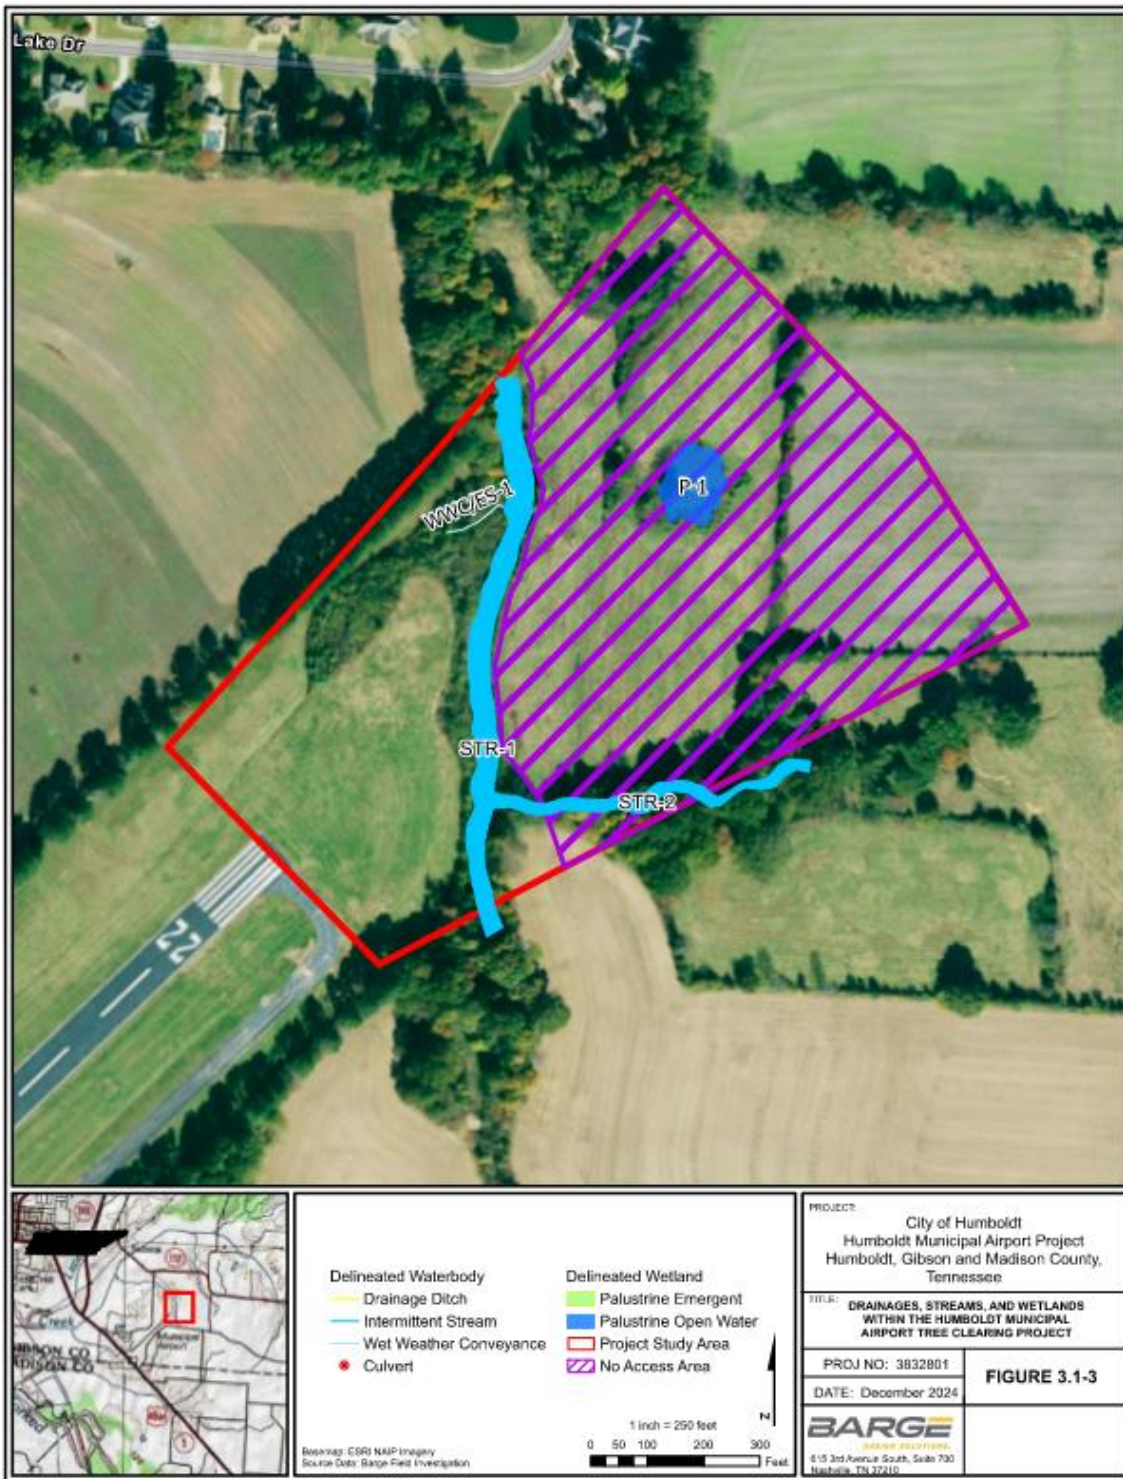 Lake Dr
WWC/ES-1
P-1
STR-1
STR-2
22
Creek
Municipal
Airport
Delineated Waterbody
Drainage Ditch
Intermittent Stream
Wet Weather Conveyance
Culvert
Delineated Wetland
Palustrine Emergent
Palustrine Open Water
Project Study Area
No Access Area
N
1 inch = 250 feet
0 50 100 200 300
Feet
Basemap: ESRI NAIP Imagery
Source Data: Barge Field Investigation
PROJECT:
City of Humboldt
Humboldt Municipal Airport Project
Humboldt, Gibson and Madison County,
Tennessee
TITLE:
DRAINAGES, STREAMS, AND WETLANDS
WITHIN THE HUMBOLDT MUNICIPAL
AIRPORT TREE CLEARING PROJECT
PROJ NO: 3832801
DATE: December 2024
FIGURE 3.1-3
BARGE
DESIGN SOLUTIONS
615 3rd Avenue South, Suite 700
Nashville, TN 37210